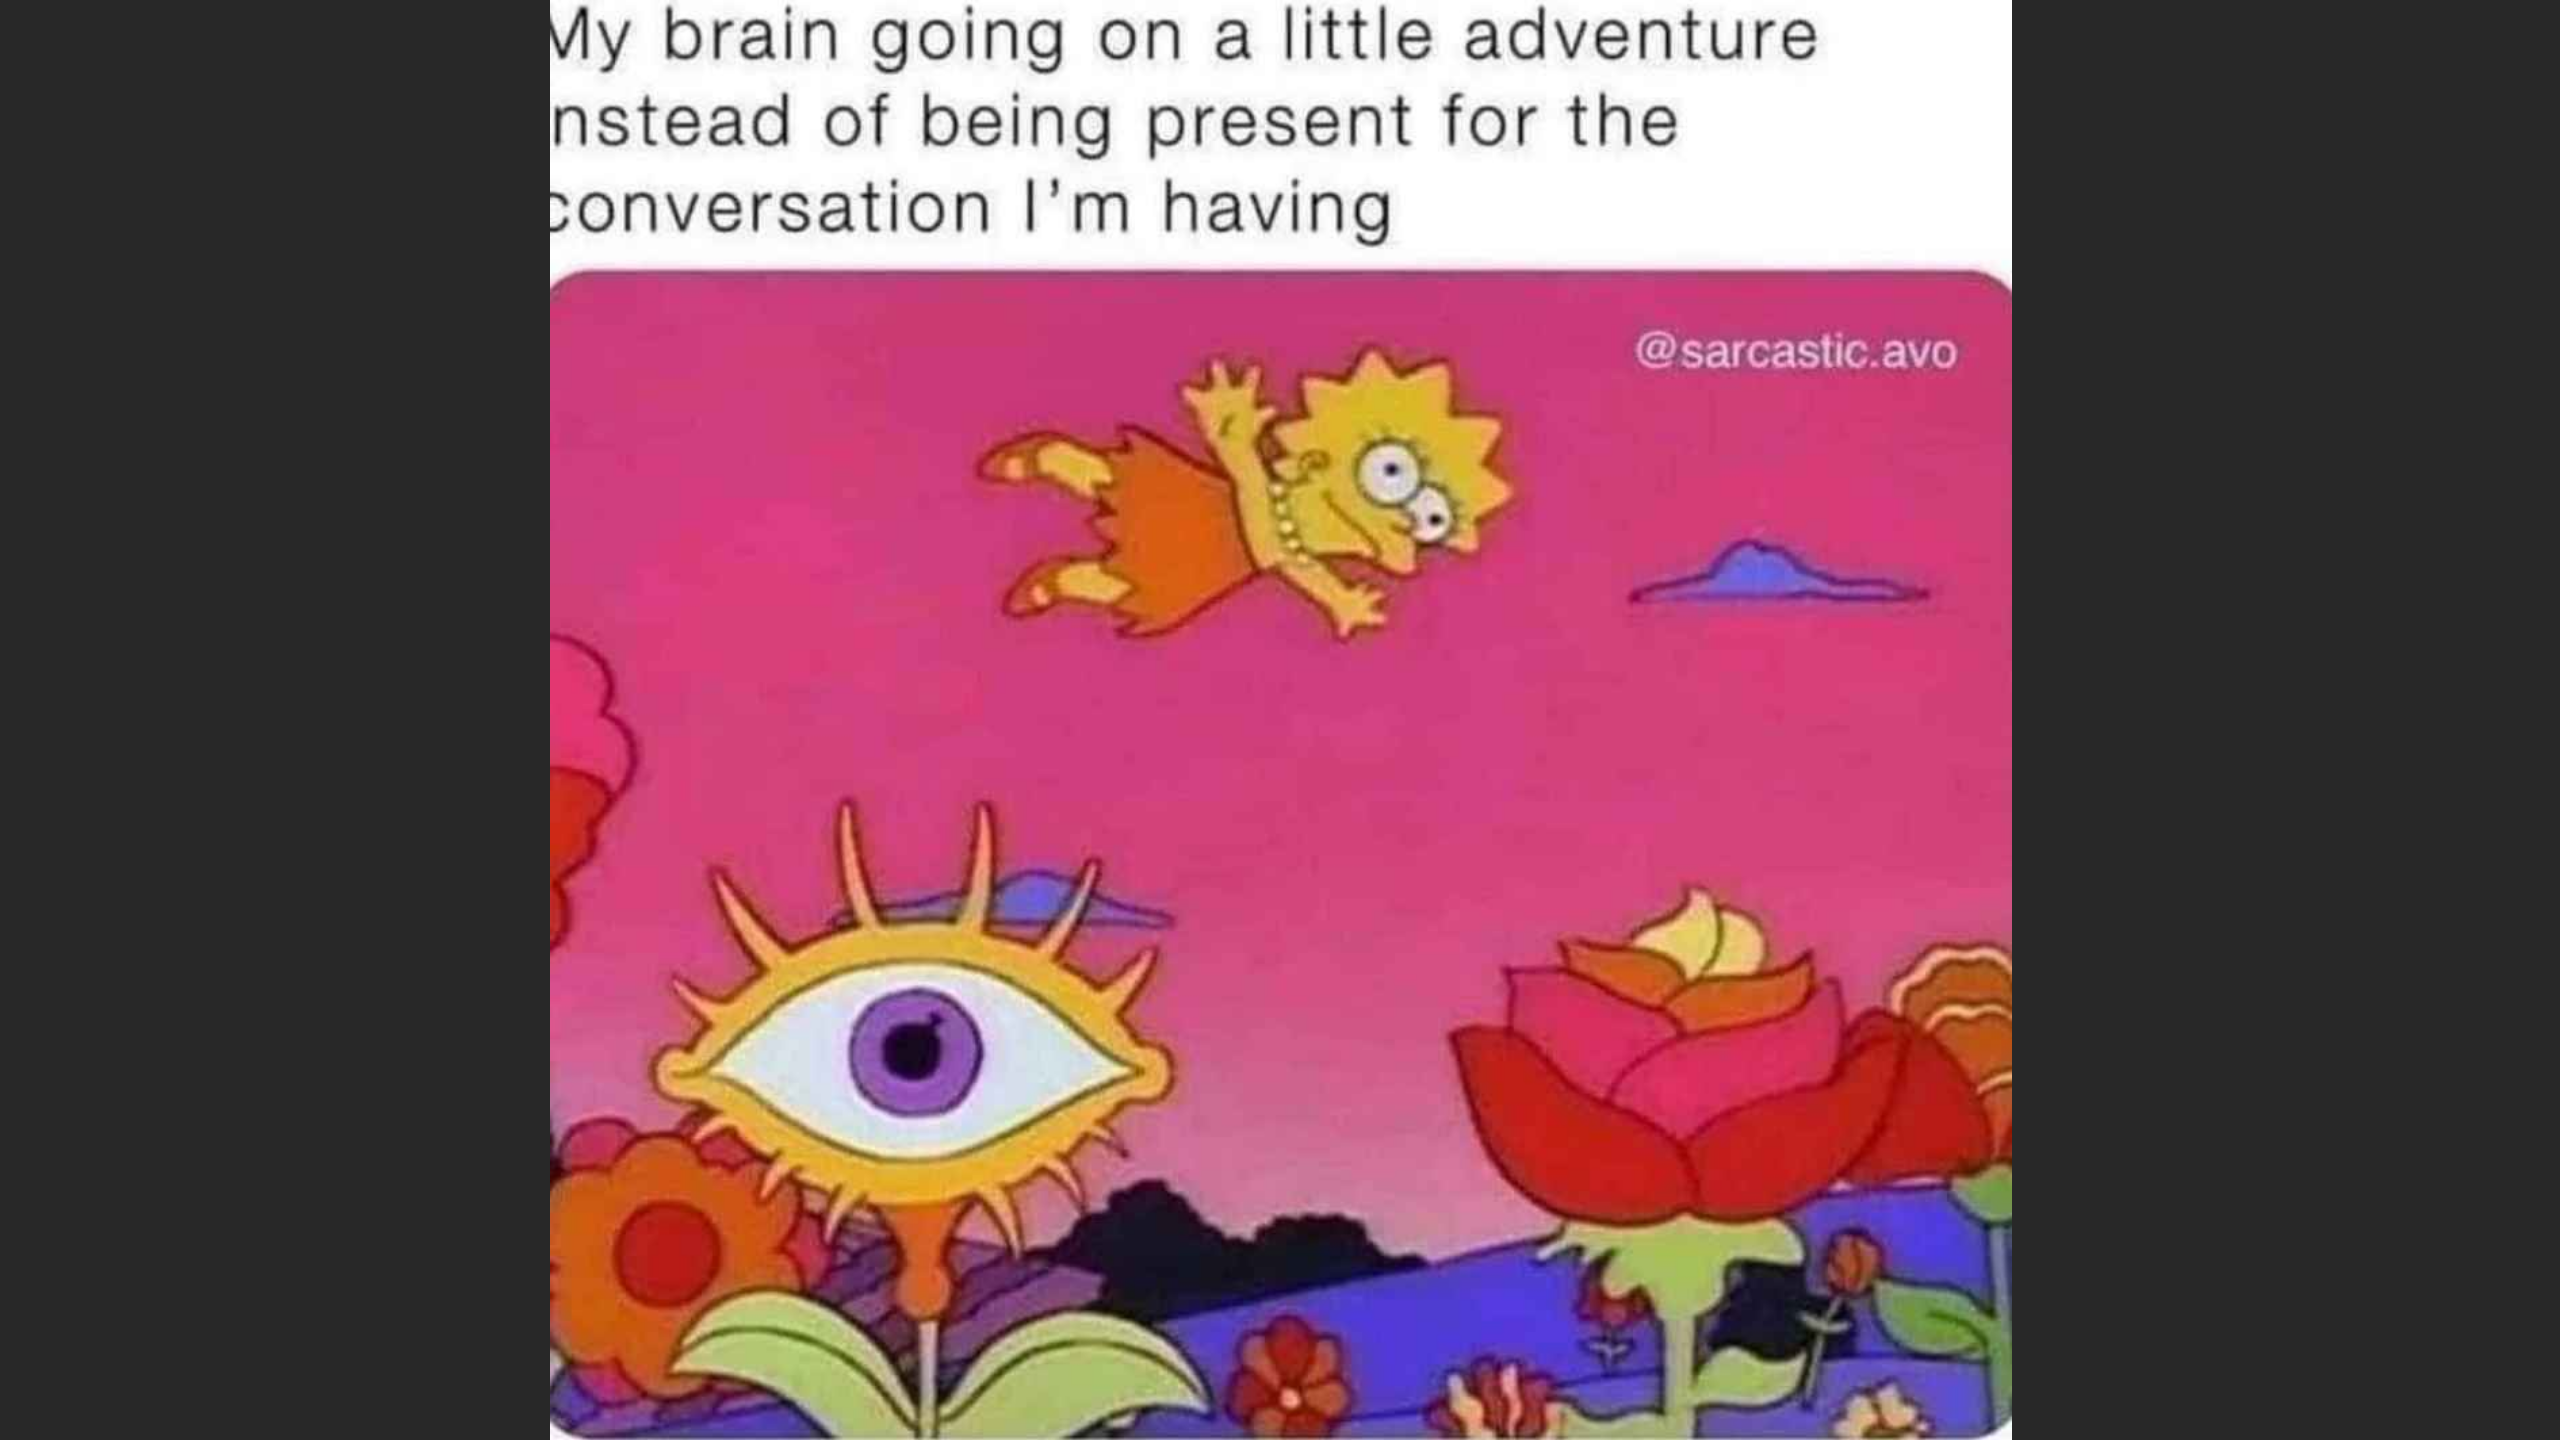 My brain going on a little adventure
nstead of being present for the
conversation I'm having
@sarcastic.avo